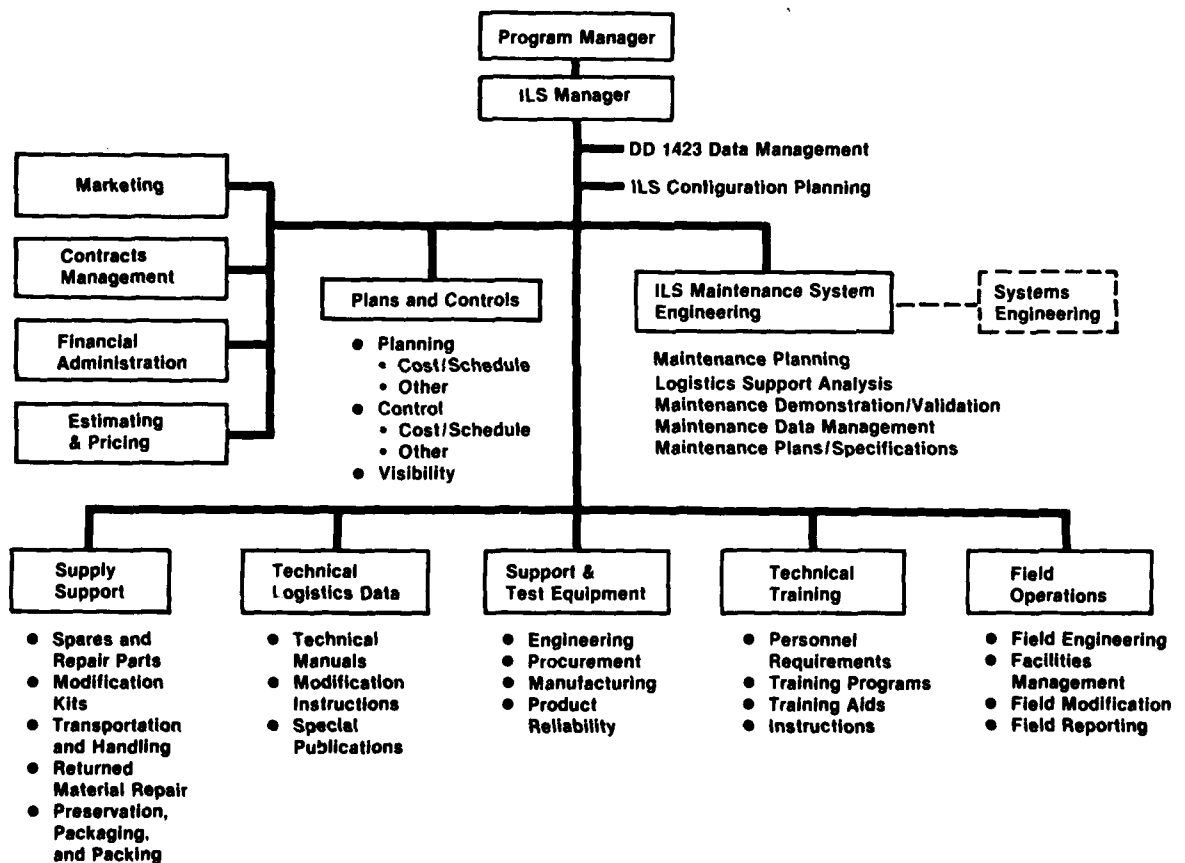 Program Manager
ILS Manager
DD 1423 Data Management
ILS Configuration Planning
Marketing
Contracts
Management
Financial
Administration
Estimating
& Pricing
Plans and Controls
● Planning
• Cost/Schedule
• Other
● Control
• Cost/Schedule
• Other
● Visibility
ILS Maintenance System
Engineering
Systems
Engineering
Maintenance Planning
Logistics Support Analysis
Maintenance Demonstration/Validation
Maintenance Data Management
Maintenance Plans/Specifications
Supply
Support
● Spares and
Repair Parts
● Modification
Kits
● Transportation
and Handling
● Returned
Material Repair
● Preservation,
Packaging,
and Packing
Technical
Logistics Data
● Technical
Manuals
● Modification
Instructions
● Special
Publications
Support &
Test Equipment
● Engineering
● Procurement
● Manufacturing
● Product
Reliability
Technical
Training
● Personnel
Requirements
● Training Programs
● Training Aids
● Instructions
Field
Operations
● Field Engineering
● Facilities
Management
● Field Modification
● Field Reporting